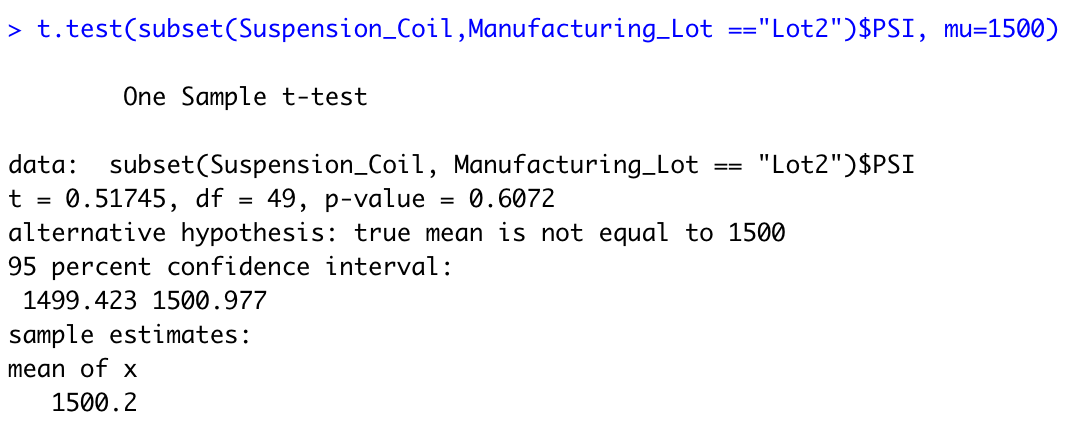 > t.test(subset(Suspension_Coil,Manufacturing_Lot =="Lot2")$PSI, mu=1500)
One Sample t-test
data:  subset(Suspension_Coil, Manufacturing_Lot == "Lot2")$PSI
t = 0.51745, df = 49, p-value = 0.6072
alternative hypothesis: true mean is not equal to 1500
95 percent confidence interval:
1499.423 1500.977
sample estimates:
mean of x
1500.2